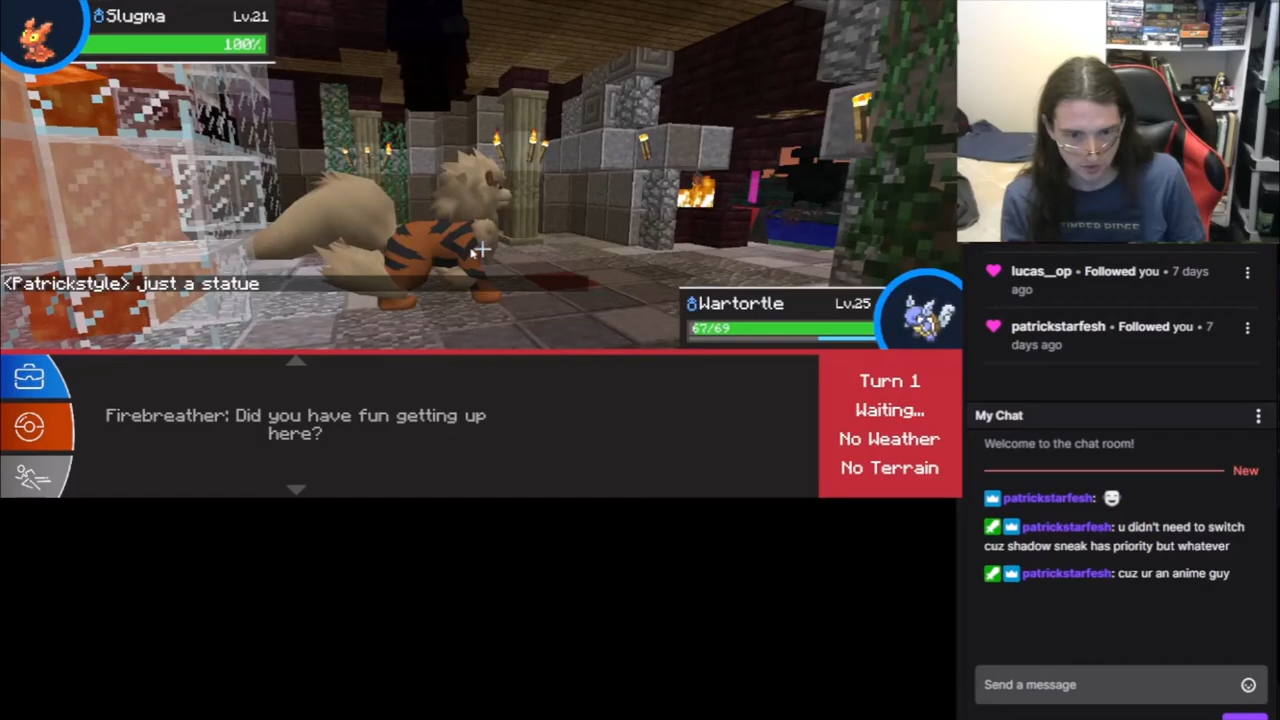 Slugma
Lv.21
100%
<Patrickstyle> just a statue
Wartortle
Lv.25
67/69
Firebreather: Did you have fun getting up
here?
Turn 1
Waiting...
No Weather
No Terrain
lucas__op • Followed you • 7 days
ago
patrickstarfesh • Followed you • 7
days ago
My Chat
Welcome to the chat room!
New
patrickstarfesh:
patrickstarfesh: u didn't need to switch
cuz shadow sneak has priority but whatever
patrickstarfesh: cuz ur an anime guy
Send a message